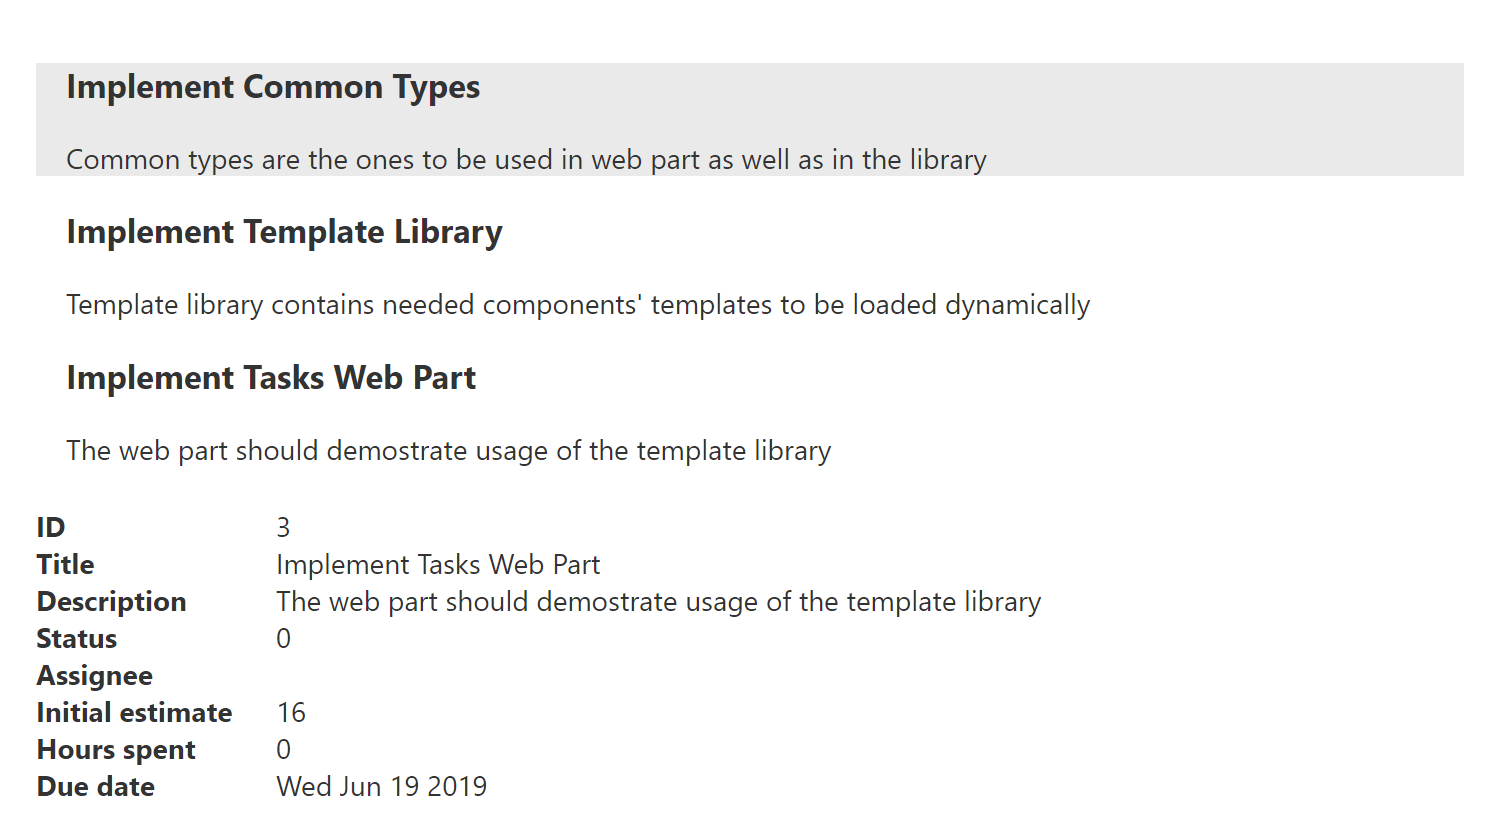 Implement Common Types
Common types are the ones to be used in web part as well as in the library
Implement Template Library
Template library contains needed components' templates to be loaded dynamically
Implement Tasks Web Part
The web part should demostrate usage of the template library
ID 3
Title Implement Tasks Web Part
Description The web part should demostrate usage of the template library
Status 0
Assignee
Initial estimate 16
Hours spent 0
Due date Wed Jun 19 2019